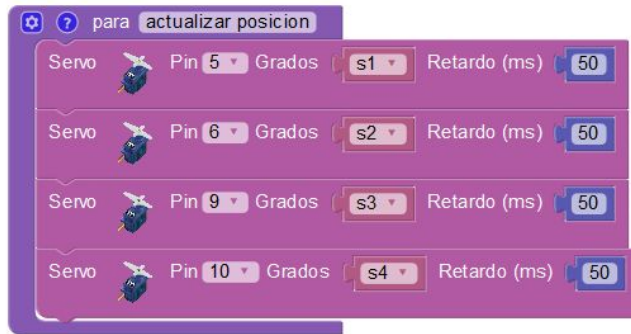 ? para actualizar posicion
Servo Pin 5 Grados s1 Retardo (ms) 50
Servo Pin 6 Grados s2 Retardo (ms) 50
Servo Pin 9 Grados s3 Retardo (ms) 50
Servo Pin 10 Grados s4 Retardo (ms) 50